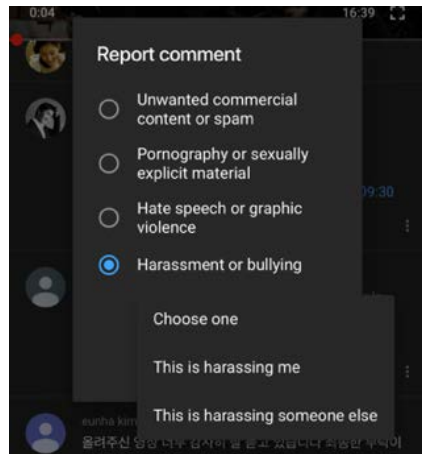 0:04
16:39
Report comment
Unwanted commercial
content or spam
Pornography or sexually
explicit material
09:30
Hate speech or graphic
violence
Harassment or bullying
Choose one
This is harassing me
This is harassing someone else
eunha kim
올려주신 영상 너무 감사히 잘 듣고 있습니다